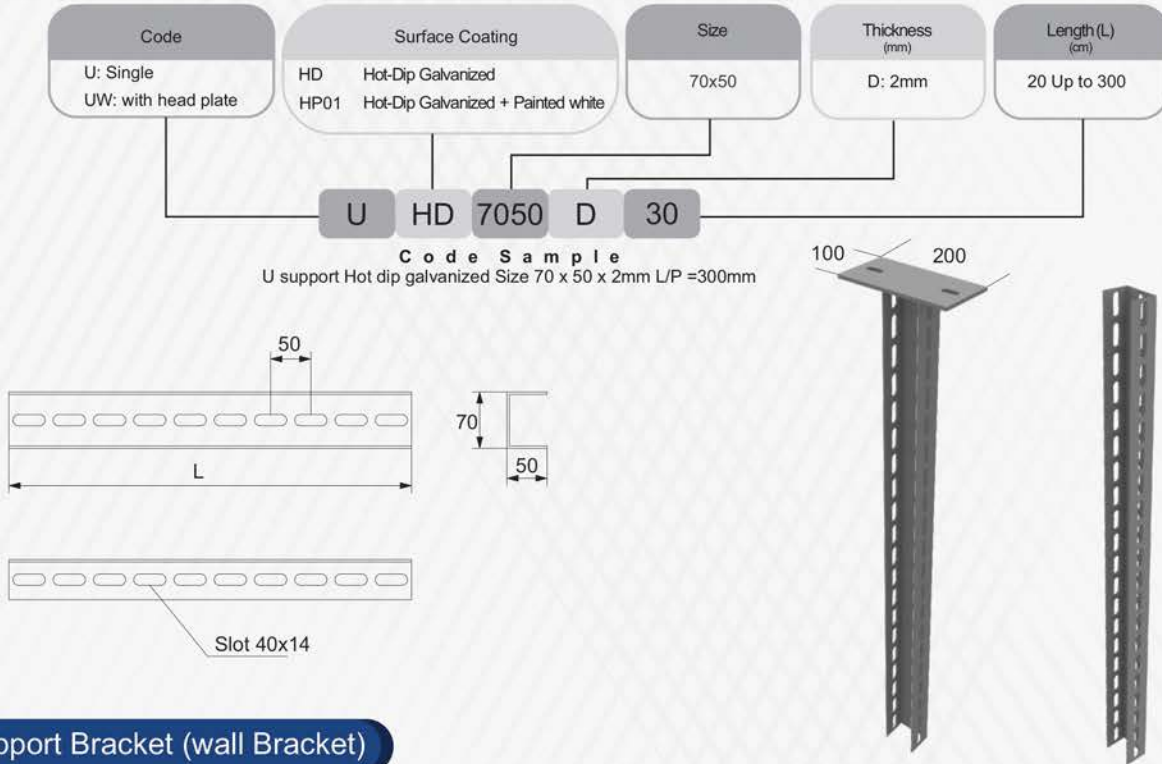 Code
U: Single
UW: with head plate
Surface Coating
HD Hot-Dip Galvanized
HP01 Hot-Dip Galvanized + Painted white
Size
70x50
Thickness
(mm)
D: 2mm
Length (L)
(cm)
20 Up to 300
U HD 7050 D 30
Code Sample
U support Hot dip galvanized Size 70 x 50 x 2mm L/P =300mm
100
200
50
70
L
50
Slot 40x14
Bracket (wall Bracket)